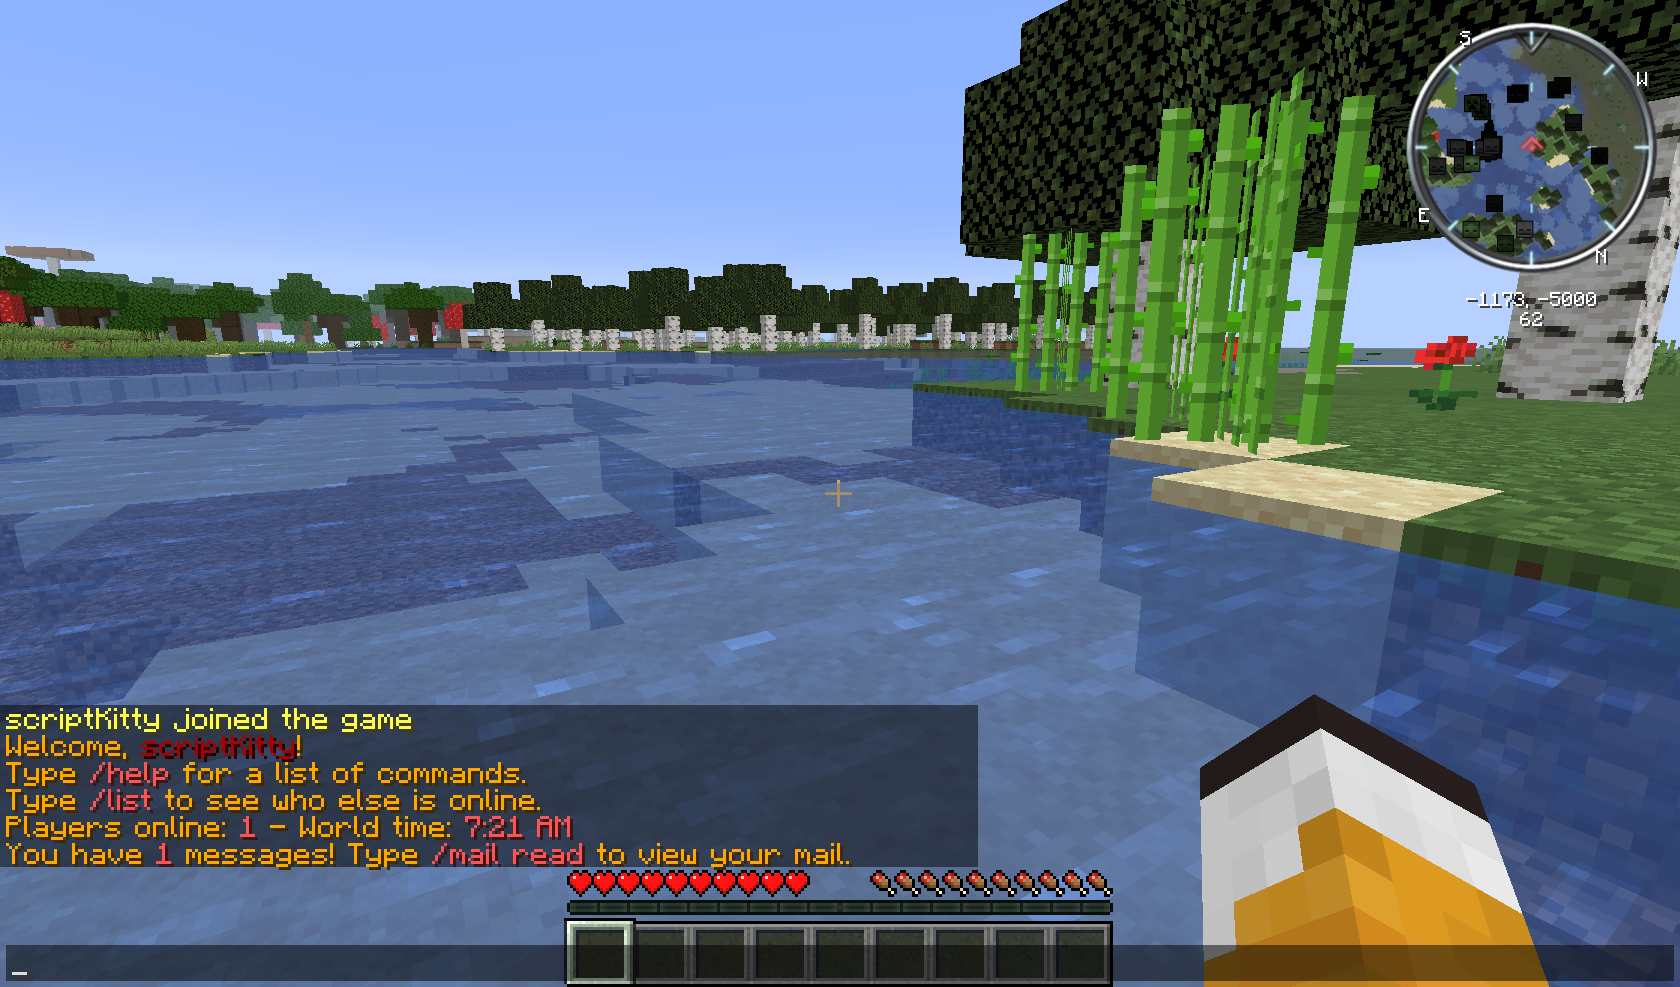 S
W
E
N
-1173, -5000
62
scriptKitty joined the game
Welcome, scriptKitty!
Type /help for a list of commands.
Type /list to see who else is online.
Players online: 1 - World time: 7:21 AM
You have 1 messages! Type /mail read to view your mail.
_